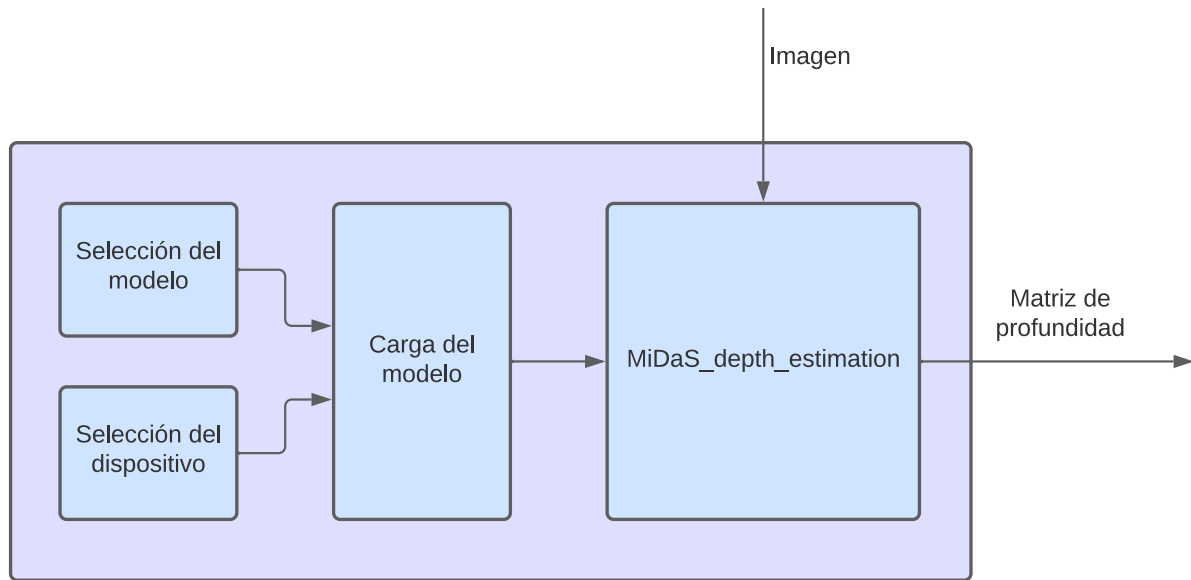 Imagen
Selección del
modelo
Selección del
dispositivo
Carga del
modelo
MiDaS_depth_estimation
Matriz de
profundidad